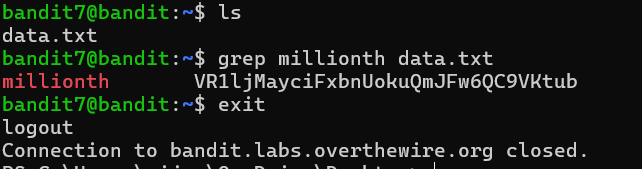 bandit7@bandit:~$ ls
data.txt
bandit7@bandit:~$ grep millionth data.txt
millionth       VR1ljMayciFxbnUokuQmJFw6QC9VKtub
bandit7@bandit:~$ exit
logout
Connection to bandit.labs.overthewire.org closed.